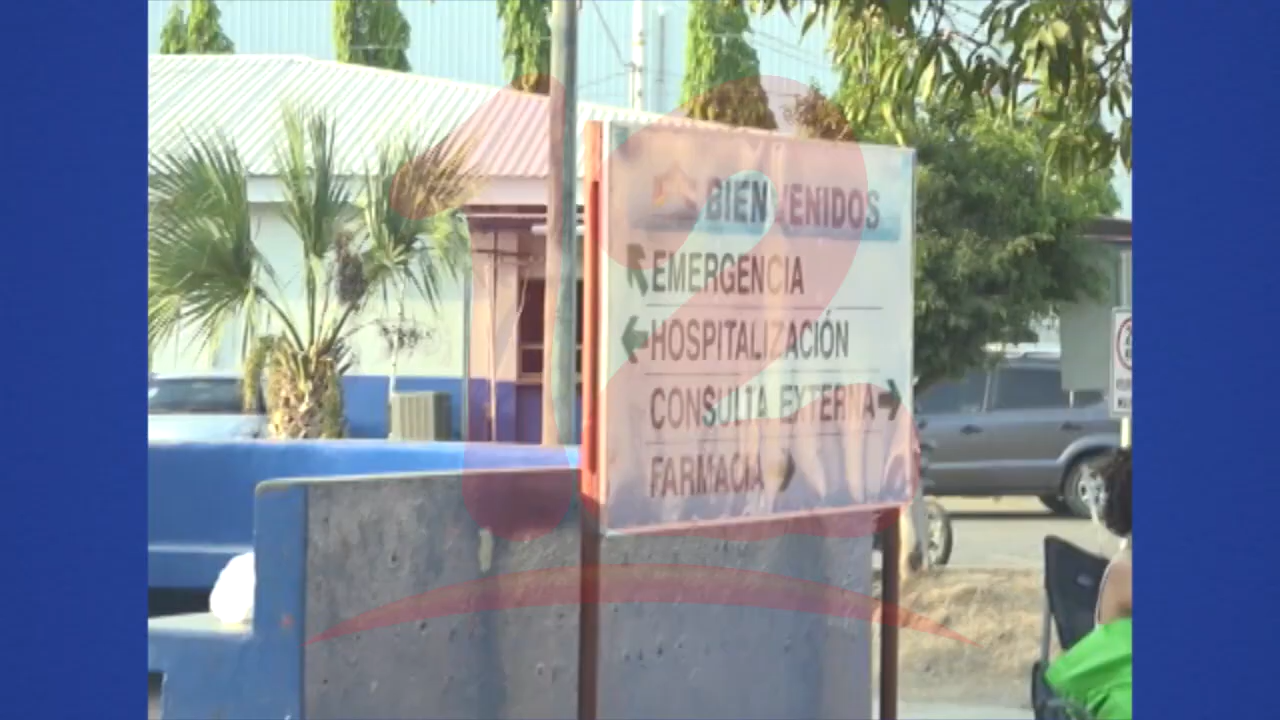 BIENVENIDOS
EMERGENCIA
HOSPITALIZACIÓN
CONSULTA EXTERNA
FARMACIA